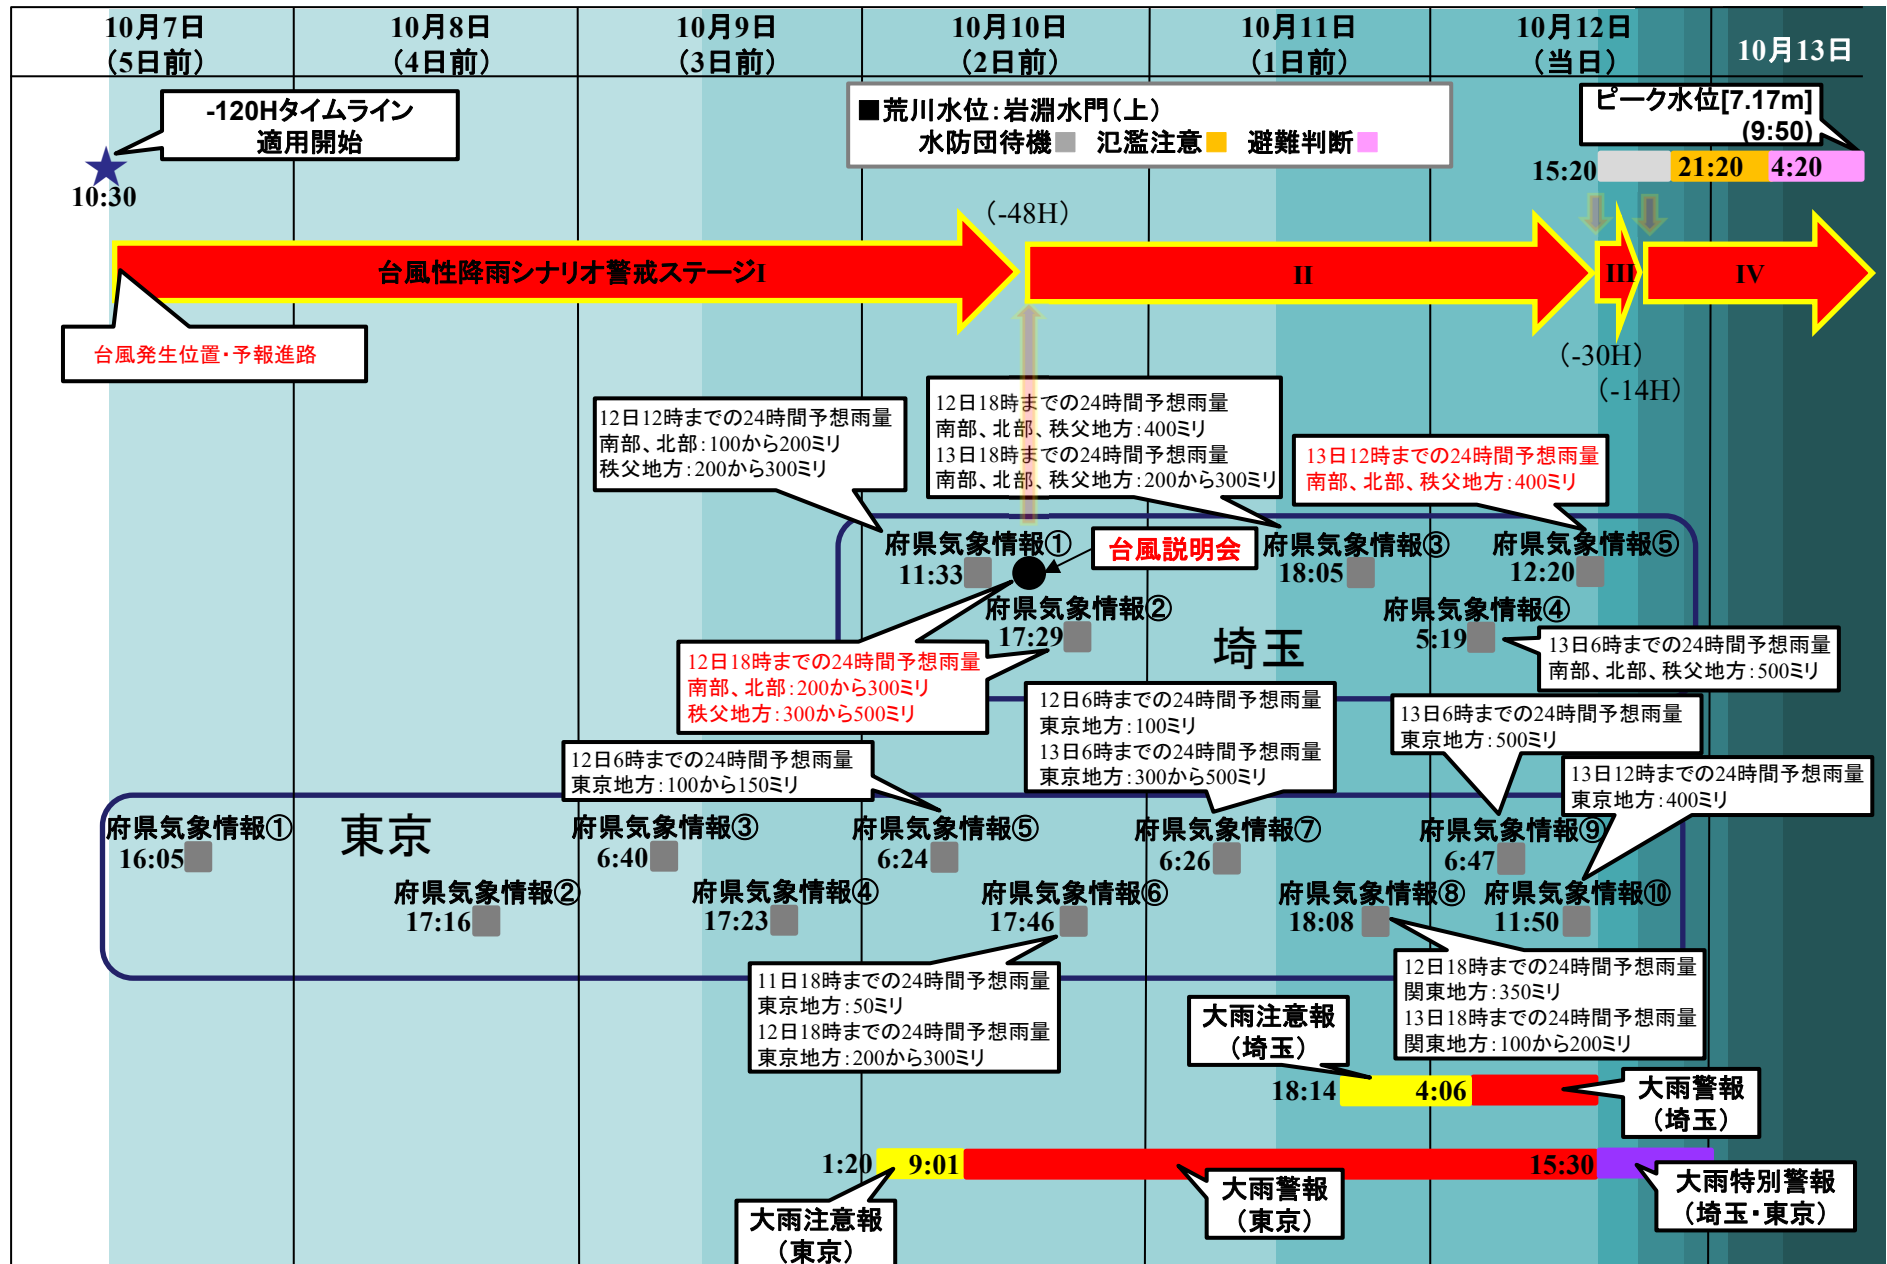 10月7日
(5日前)
10月8日
(4日前)
10月9日
(3日前)
10月10日
(2日前)
10月11日
(1日前)
10月12日
(当日)
10月13日
-120Hタイムライン
適用開始
10:30
■荒川水位:岩淵水門(上)
水防団待機 氾濫注意 避難判断
ピーク水位[7.17m]
(9:50)
15:20
21:20
4:20
(-48H)
台風性降雨シナリオ警戒ステージI
II
III
IV
(-30H)
(-14H)
台風発生位置・予報進路
12日12時までの24時間予想雨量
南部、北部:100から200ミリ
秩父地方:200から300ミリ
12日18時までの24時間予想雨量
南部、北部、秩父地方:400ミリ
13日18時までの24時間予想雨量
南部、北部、秩父地方:200から300ミリ
13日12時までの24時間予想雨量
南部、北部、秩父地方:400ミリ
府県気象情報①
11:33
台風説明会
府県気象情報③
18:05
府県気象情報⑤
12:20
府県気象情報②
17:29
埼玉
府県気象情報④
5:19
13日6時までの24時間予想雨量
南部、北部、秩父地方:500ミリ
12日18時までの24時間予想雨量
南部、北部:200から300ミリ
秩父地方:300から500ミリ
12日6時までの24時間予想雨量
東京地方:100ミリ
13日6時までの24時間予想雨量
東京地方:300から500ミリ
13日6時までの24時間予想雨量
東京地方:500ミリ
12日6時までの24時間予想雨量
東京地方:100から150ミリ
13日12時までの24時間予想雨量
東京地方:400ミリ
府県気象情報①
16:05
東京
府県気象情報③
6:40
府県気象情報⑤
6:24
府県気象情報⑦
6:26
府県気象情報⑨
6:47
府県気象情報②
17:16
府県気象情報④
17:23
府県気象情報⑥
17:46
府県気象情報⑧
18:08
府県気象情報⑩
11:50
11日18時までの24時間予想雨量
東京地方:50ミリ
12日18時までの24時間予想雨量
東京地方:200から300ミリ
12日18時までの24時間予想雨量
関東地方:350ミリ
13日18時までの24時間予想雨量
関東地方:100から200ミリ
大雨注意報
(埼玉)
18:14
4:06
大雨警報
(埼玉)
1:20
9:01
15:30
大雨注意報
(東京)
大雨警報
(東京)
大雨特別警報
(埼玉・東京)